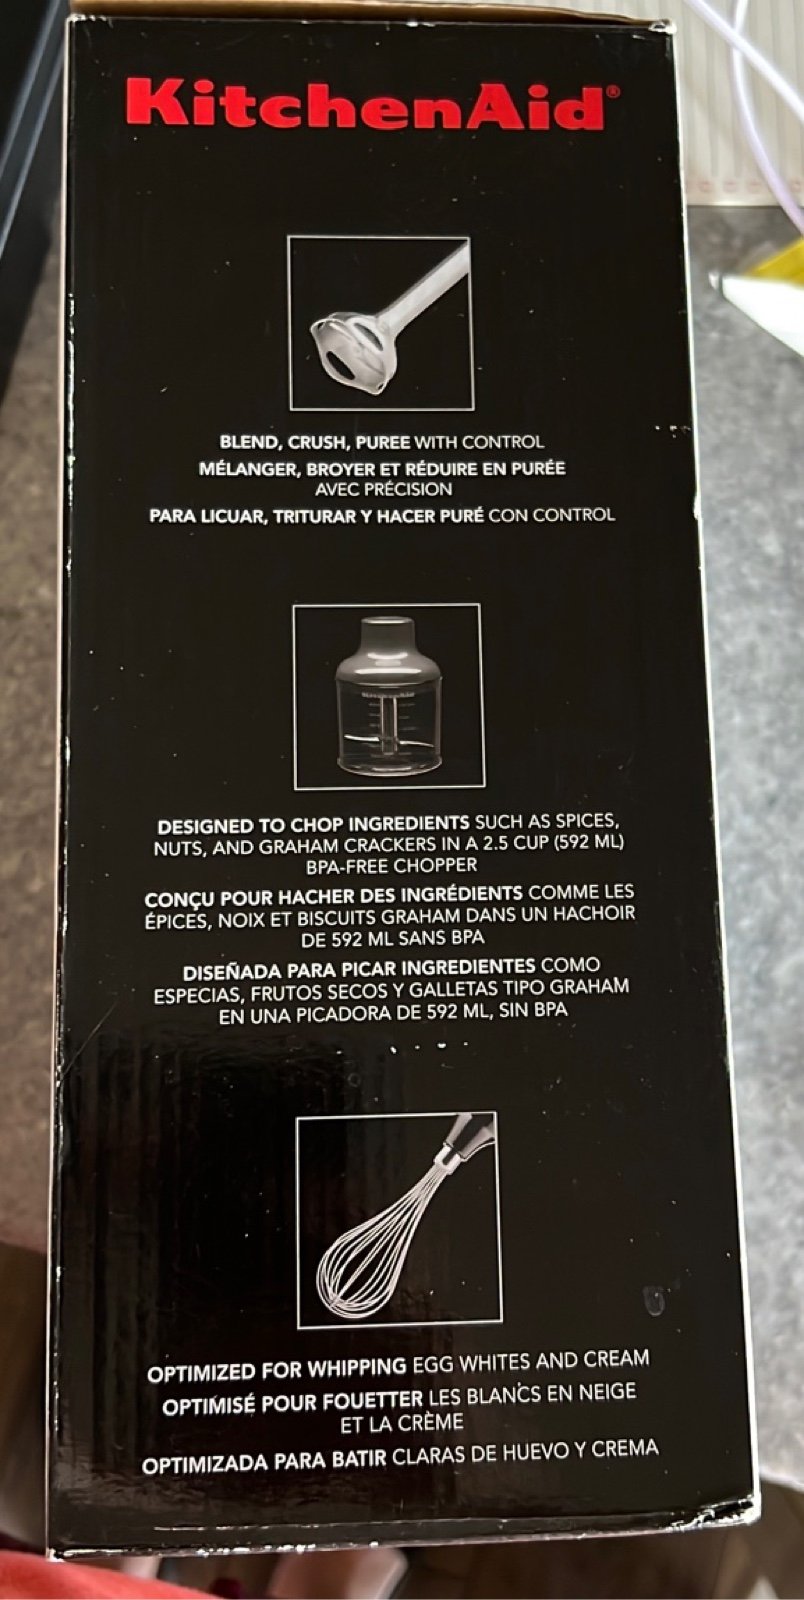 KitchenAid®
BLEND, CRUSH, PUREE WITH CONTROL
MÉLANGER, BROYER ET RÉDUIRE EN PURÉE
AVEC PRÉCISION
PARA LICUAR, TRITURAR Y HACER PURÉ CON CONTROL
DESIGNED TO CHOP INGREDIENTS SUCH AS SPICES,
NUTS, AND GRAHAM CRACKERS IN A 2.5 CUP (592 ML)
BPA-FREE CHOPPER
CONÇU POUR HACHER DES INGRÉDIENTS COMME LES
ÉPICES, NOIX ET BISCUITS GRAHAM DANS UN HACHOIR
DE 592 ML SANS BPA
DISEÑADA PARA PICAR INGREDIENTES COMO
ESPECIAS, FRUTOS SECOS Y GALLETAS TIPO GRAHAM
EN UNA PICADORA DE 592 ML, SIN BPA
OPTIMIZED FOR WHIPPING EGG WHITES AND CREAM
OPTIMISÉ POUR FOUETTER LES BLANCS EN NEIGE
ET LA CRÈME
OPTIMIZADA PARA BATIR CLARAS DE HUEVO Y CREMA